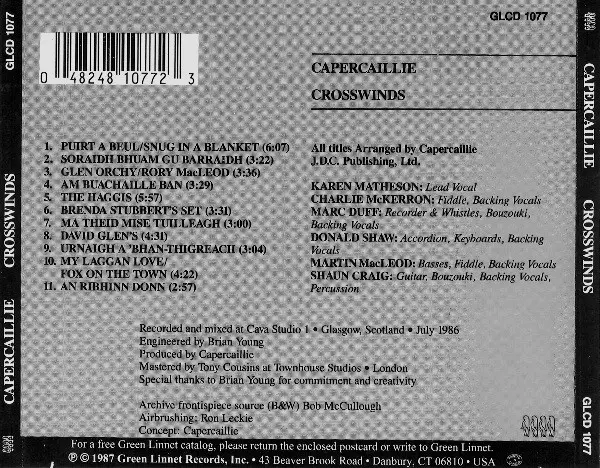 GLCD 1077
CAPERCAILLIE CROSSWINDS
GLCD 1077
0 48248 10772 3
CAPERCAILLIE
CROSSWINDS
1. PUIRT A BEUL/SNUG IN A BLANKET (6:07)
2. SORAIDH BHUAM GU BARRAIDH (3:22)
3. GLEN ORCHY/RORY MacLEOD (3:36)
4. AM BUACHAILLE BAN (3:29)
5. THE HAGGIS (5:57)
6. BRENDA STUBBERT'S SET (3:31)
7. MA THEID MISE TUILLEAGH (3:00)
8. DAVID GLEN'S (4:31)
9. URNAIGH A 'BHAN-THIGREACH (3:04)
10. MY LAGGAN LOVE/
FOX ON THE TOWN (4:22)
11. AN RIBHINN DONN (2:57)
All titles Arranged by Capercaillie
J.D.C. Publishing, Ltd.
KAREN MATHESON: Lead Vocal
CHARLIE McKERRON: Fiddle, Backing Vocals
MARC DUFF: Recorder & Whistles, Bouzouki,
Backing Vocals
DONALD SHAW: Accordion, Keyboards, Backing
Vocals
MARTIN MacLEOD: Basses, Fiddle, Backing Vocals
SHAUN CRAIG: Guitar, Bouzouki, Backing Vocals,
Percussion
Recorded and mixed at Cava Studio 1 • Glasgow, Scotland • July 1986
Engineered by Brian Young
Produced by Capercaillie
Mastered by Tony Cousins at Townhouse Studios • London
Special thanks to Brian Young for commitment and creativity
Archive frontispiece source (B&W) Bob McCullough
Airbrushing: Ron Leckie
Concept: Capercaillie
For a free Green Linnet catalog, please return the enclosed postcard or write to Green Linnet.
℗ © 1987 Green Linnet Records, Inc. • 43 Beaver Brook Road • Danbury, CT 06810 • USA
CAPERCAILLIE CROSSWINDS
GLCD 1077